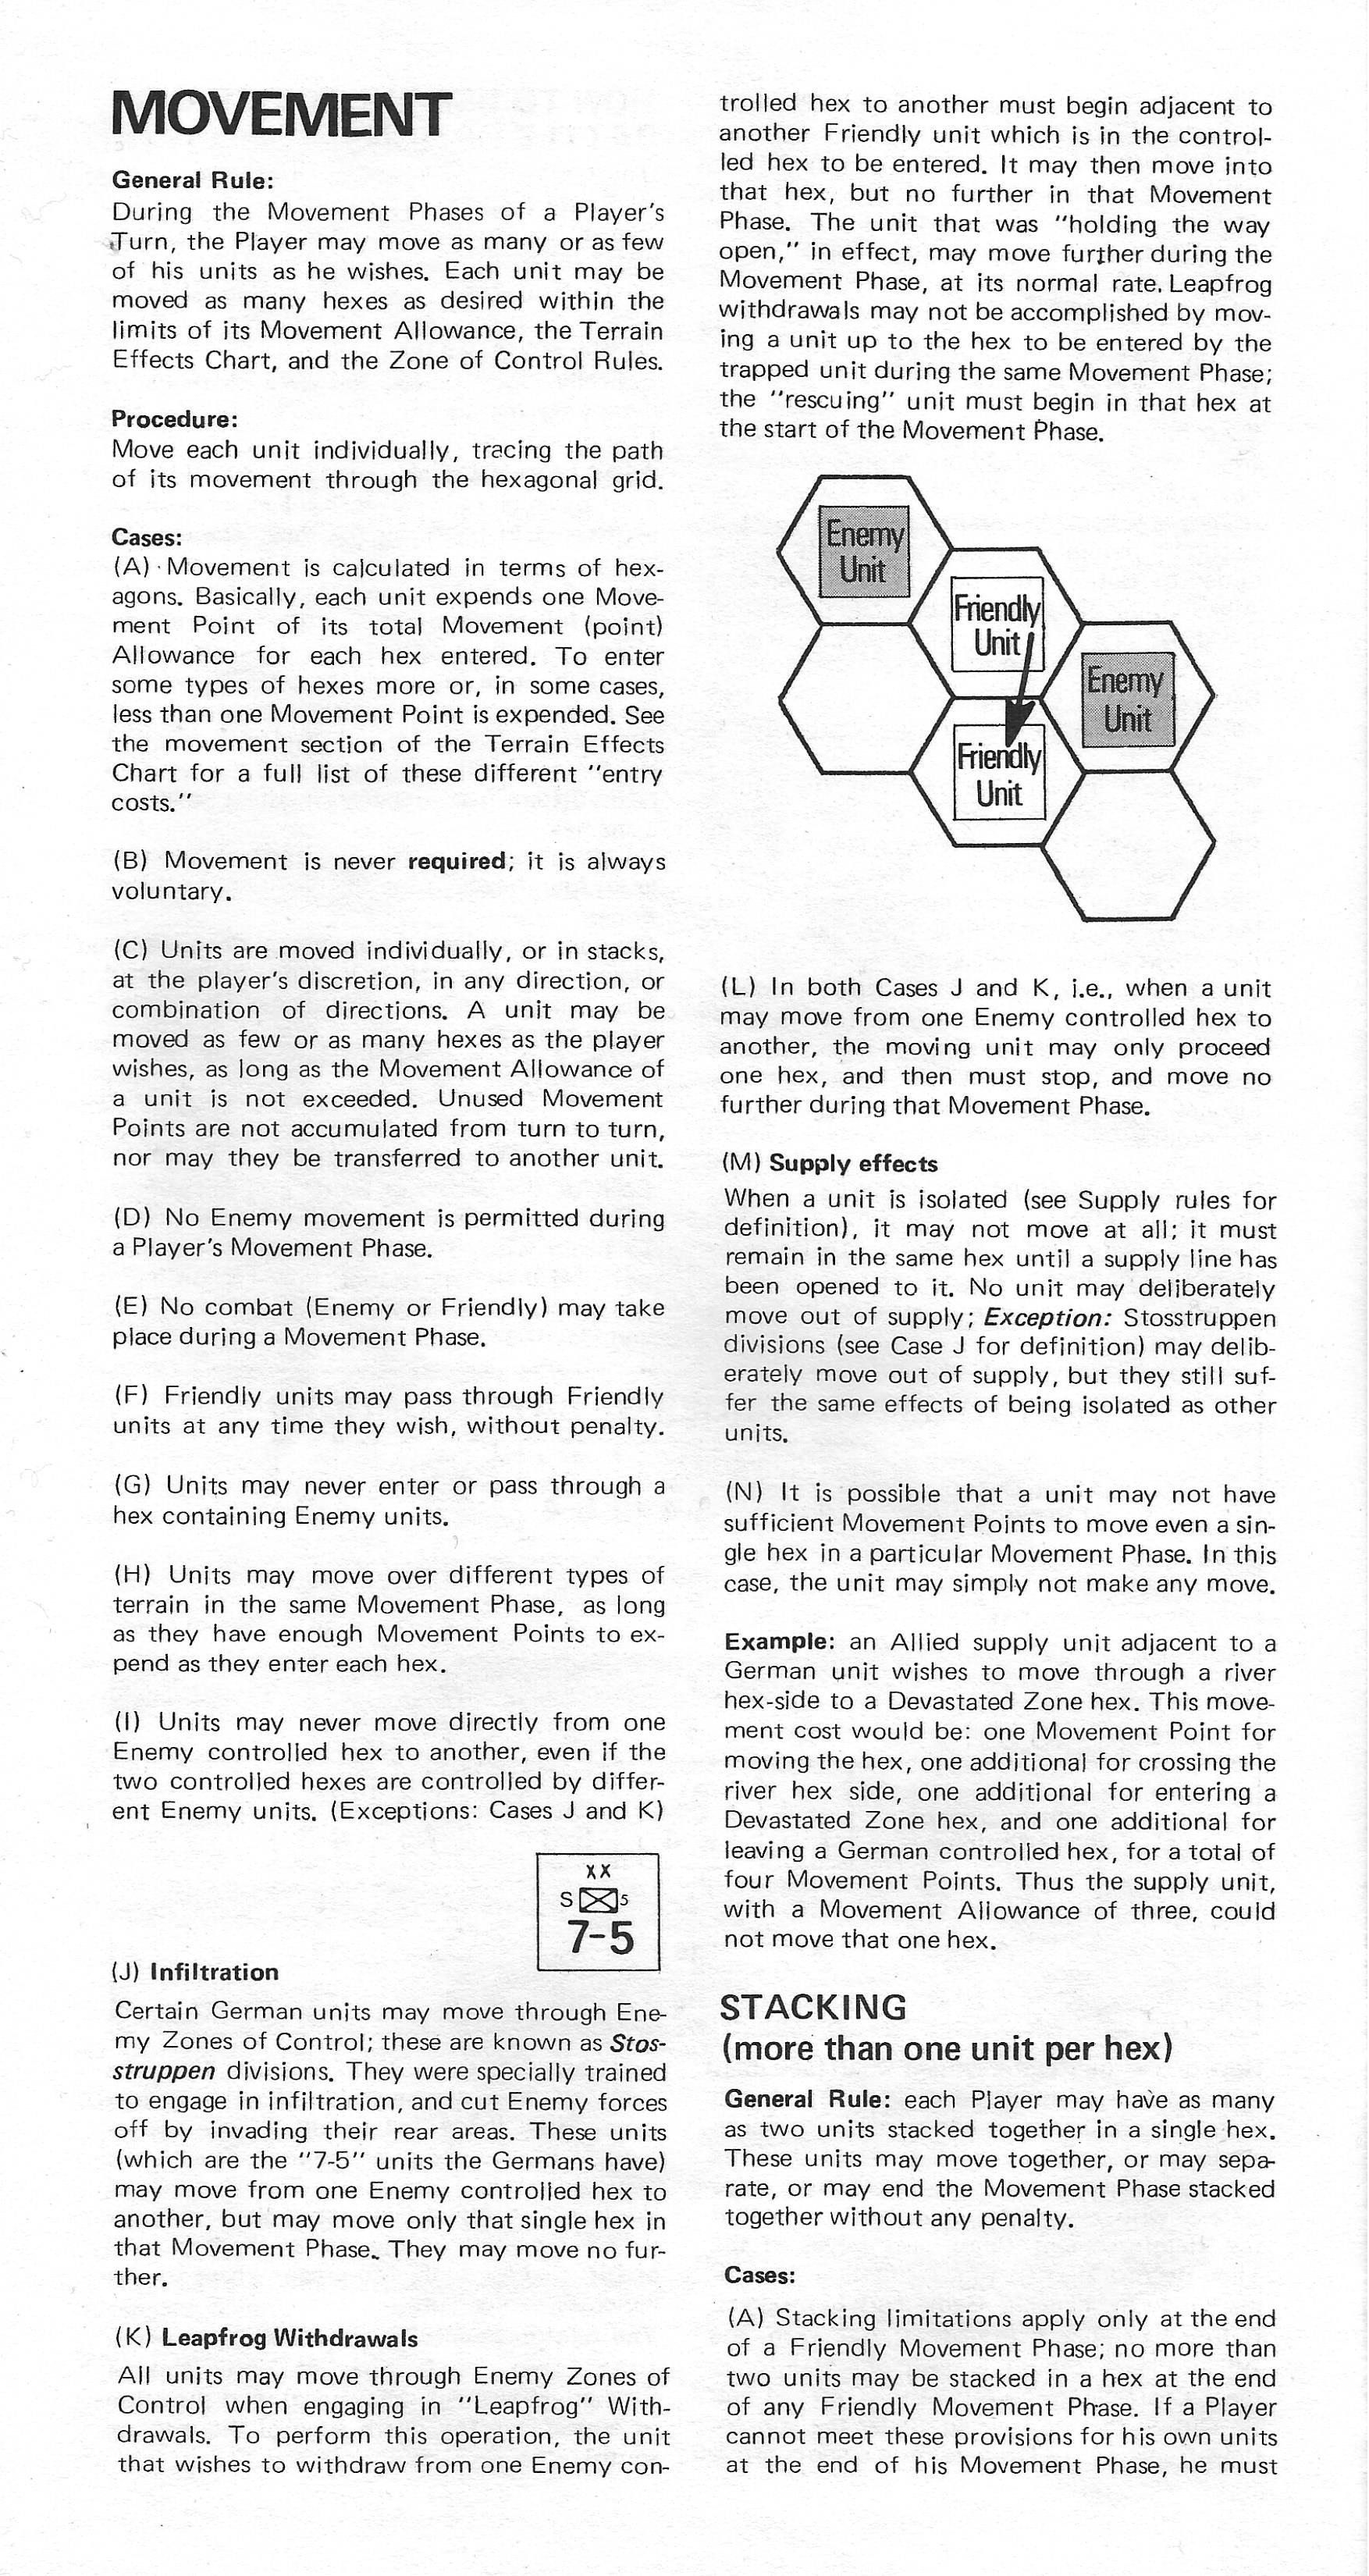 MOVEMENT
General Rule:
During the Movement Phases of a Player's
Turn, the Player may move as many or as few
of his units as he wishes. Each unit may be
moved as many hexes as desired within the
limits of its Movement Allowance, the Terrain
Effects Chart, and the Zone of Control Rules.
Procedure:
Move each unit individually, tracing the path
of its movement through the hexagonal grid.
Cases:
(A) Movement is calculated in terms of hex-
agons. Basically, each unit expends one Move-
ment Point of its total Movement (point)
Allowance for each hex entered. To enter
some types of hexes more or, in some cases,
less than one Movement Point is expended. See
the movement section of the Terrain Effects
Chart for a full list of these different "entry
costs."
(B) Movement is never required; it is always
voluntary.
(C) Units are moved individually, or in stacks,
at the player's discretion, in any direction, or
combination of directions. A unit may be
moved as few or as many hexes as the player
wishes, as long as the Movement Allowance of
a unit is not exceeded. Unused Movement
Points are not accumulated from turn to turn,
nor may they be transferred to another unit.
(D) No Enemy movement is permitted during
a Player's Movement Phase.
(E) No combat (Enemy or Friendly) may take
place during a Movement Phase.
(F) Friendly units may pass through Friendly
units at any time they wish, without penalty.
(G) Units may never enter or pass through a
hex containing Enemy units.
(H) Units may move over different types of
terrain in the same Movement Phase, as long
as they have enough Movement Points to ex-
pend as they enter each hex.
(I) Units may never move directly from one
Enemy controlled hex to another, even if the
two controlled hexes are controlled by differ-
ent Enemy units. (Exceptions: Cases J and K)
XX
S 5
7-5
(J) Infiltration
Certain German units may move through Ene-
my Zones of Control; these are known as Stos-
struppen divisions. They were specially trained
to engage in infiltration, and cut Enemy forces
off by invading their rear areas. These units
(which are the "7-5" units the Germans have)
may move from one Enemy controlled hex to
another, but may move only that single hex in
that Movement Phase. They may move no fur-
ther.
(K) Leapfrog Withdrawals
All units may move through Enemy Zones of
Control when engaging in "Leapfrog" With-
drawals. To perform this operation, the unit
that wishes to withdraw from one Enemy con-
trolled hex to another must begin adjacent to
another Friendly unit which is in the control-
led hex to be entered. It may then move into
that hex, but no further in that Movement
Phase. The unit that was "holding the way
open," in effect, may move further during the
Movement Phase, at its normal rate. Leapfrog
withdrawals may not be accomplished by mov-
ing a unit up to the hex to be entered by the
trapped unit during the same Movement Phase;
the "rescuing" unit must begin in that hex at
the start of the Movement Phase.
Enemy
Unit
Friendly
Unit
Enemy
Unit
Friendly
Unit
(L) In both Cases J and K, i.e., when a unit
may move from one Enemy controlled hex to
another, the moving unit may only proceed
one hex, and then must stop, and move no
further during that Movement Phase.
(M) Supply effects
When a unit is isolated (see Supply rules for
definition), it may not move at all; it must
remain in the same hex until a supply line has
been opened to it. No unit may deliberately
move out of supply; Exception: Stosstruppen
divisions (see Case J for definition) may delib-
erately move out of supply, but they still suf-
fer the same effects of being isolated as other
units.
(N) It is possible that a unit may not have
sufficient Movement Points to move even a sin-
gle hex in a particular Movement Phase. In this
case, the unit may simply not make any move.
Example: an Allied supply unit adjacent to a
German unit wishes to move through a river
hex-side to a Devastated Zone hex. This move-
ment cost would be: one Movement Point for
moving the hex, one additional for crossing the
river hex side, one additional for entering a
Devastated Zone hex, and one additional for
leaving a German controlled hex, for a total of
four Movement Points. Thus the supply unit,
with a Movement Allowance of three, could
not move that one hex.
STACKING
(more than one unit per hex)
General Rule: each Player may have as many
as two units stacked together in a single hex.
These units may move together, or may sepa-
rate, or may end the Movement Phase stacked
together without any penalty.
Cases:
(A) Stacking limitations apply only at the end
of a Friendly Movement Phase; no more than
two units may be stacked in a hex at the end
of any Friendly Movement Phase. If a Player
cannot meet these provisions for his own units
at the end of his Movement Phase, he must